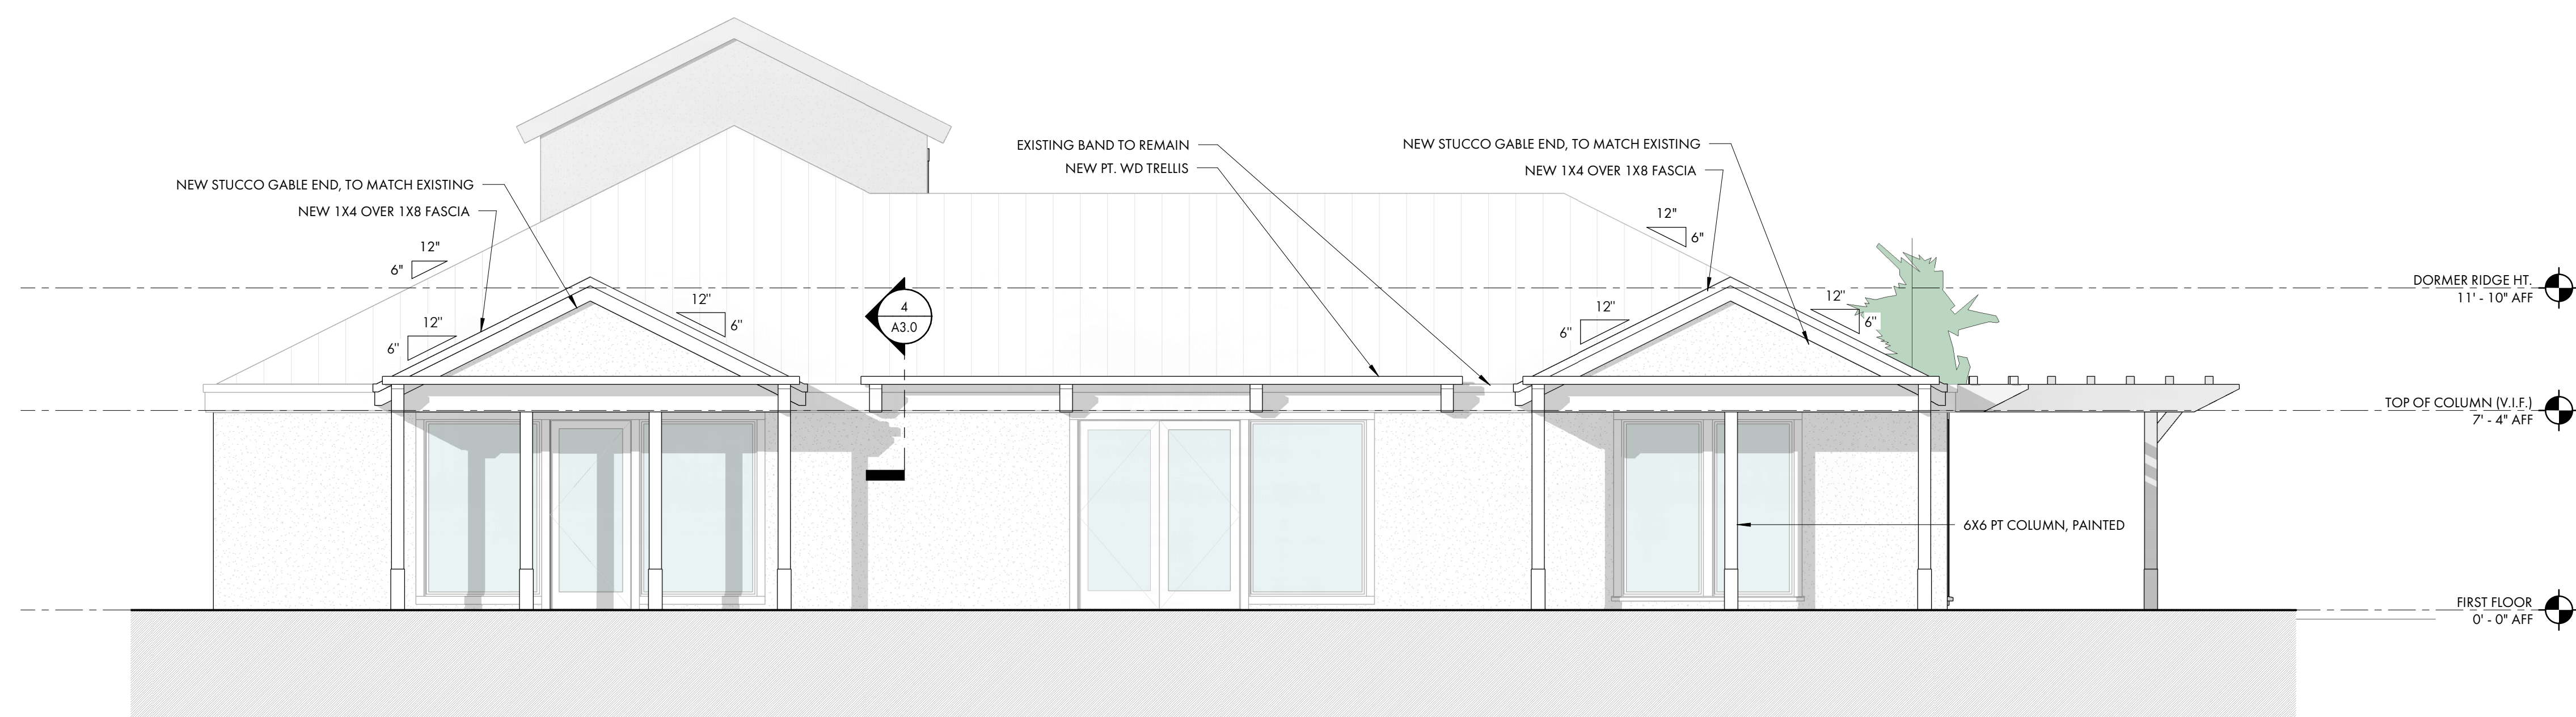 EXISTING BAND TO REMAIN
NEW PT. WD TRELLIS
NEW STUCCO GABLE END, TO MATCH EXISTING
NEW 1X4 OVER 1X8 FASCIA
NEW STUCCO GABLE END, TO MATCH EXISTING
NEW 1X4 OVER 1X8 FASCIA
12"
6"
12"
6"
12"
6"
12"
6"
12"
6"
12"
6"
4
A3.0
DORMER RIDGE HT.
11' - 10" AFF
TOP OF COLUMN (V.I.F.)
7' - 4" AFF
6X6 PT COLUMN, PAINTED
FIRST FLOOR
0' - 0" AFF